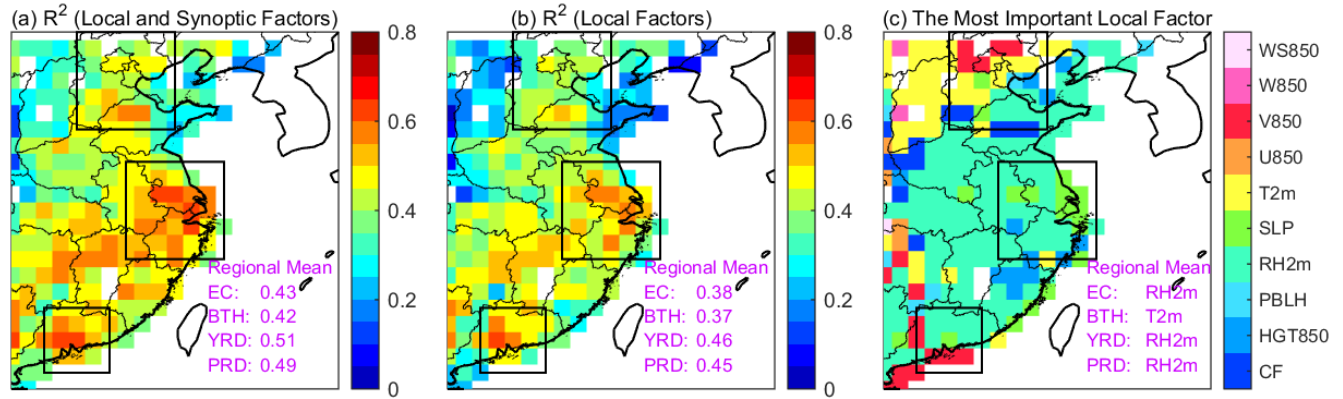 (a) R² (Local and Synoptic Factors)
0.8
0.6
0.4
0.2
0
Regional Mean
EC: 0.43
BTH: 0.42
YRD: 0.51
PRD: 0.49
(b) R² (Local Factors)
0.8
0.6
0.4
0.2
0
Regional Mean
EC: 0.38
BTH: 0.37
YRD: 0.46
PRD: 0.45
(c) The Most Important Local Factor
WS850
W850
V850
U850
T2m
SLP
RH2m
PBLH
HGT850
CF
Regional Mean
EC: RH2m
BTH: T2m
YRD: RH2m
PRD: RH2m